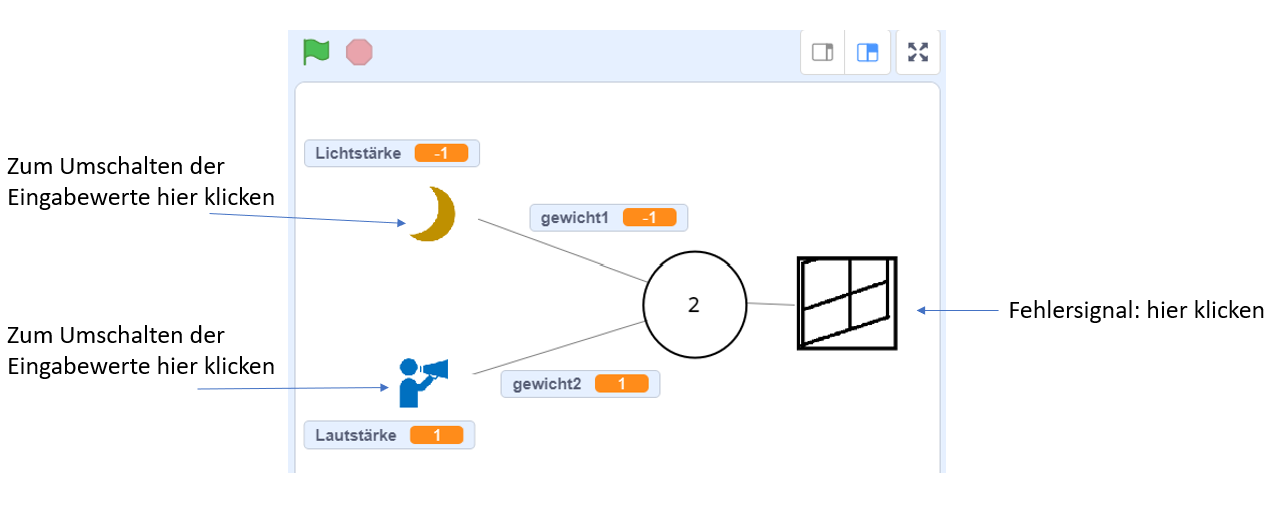 Lichtstärke -1
Zum Umschalten der
Eingabewerte hier klicken
gewicht1 -1
2
Fehlersignal: hier klicken
Zum Umschalten der
Eingabewerte hier klicken
gewicht2 1
Lautstärke 1